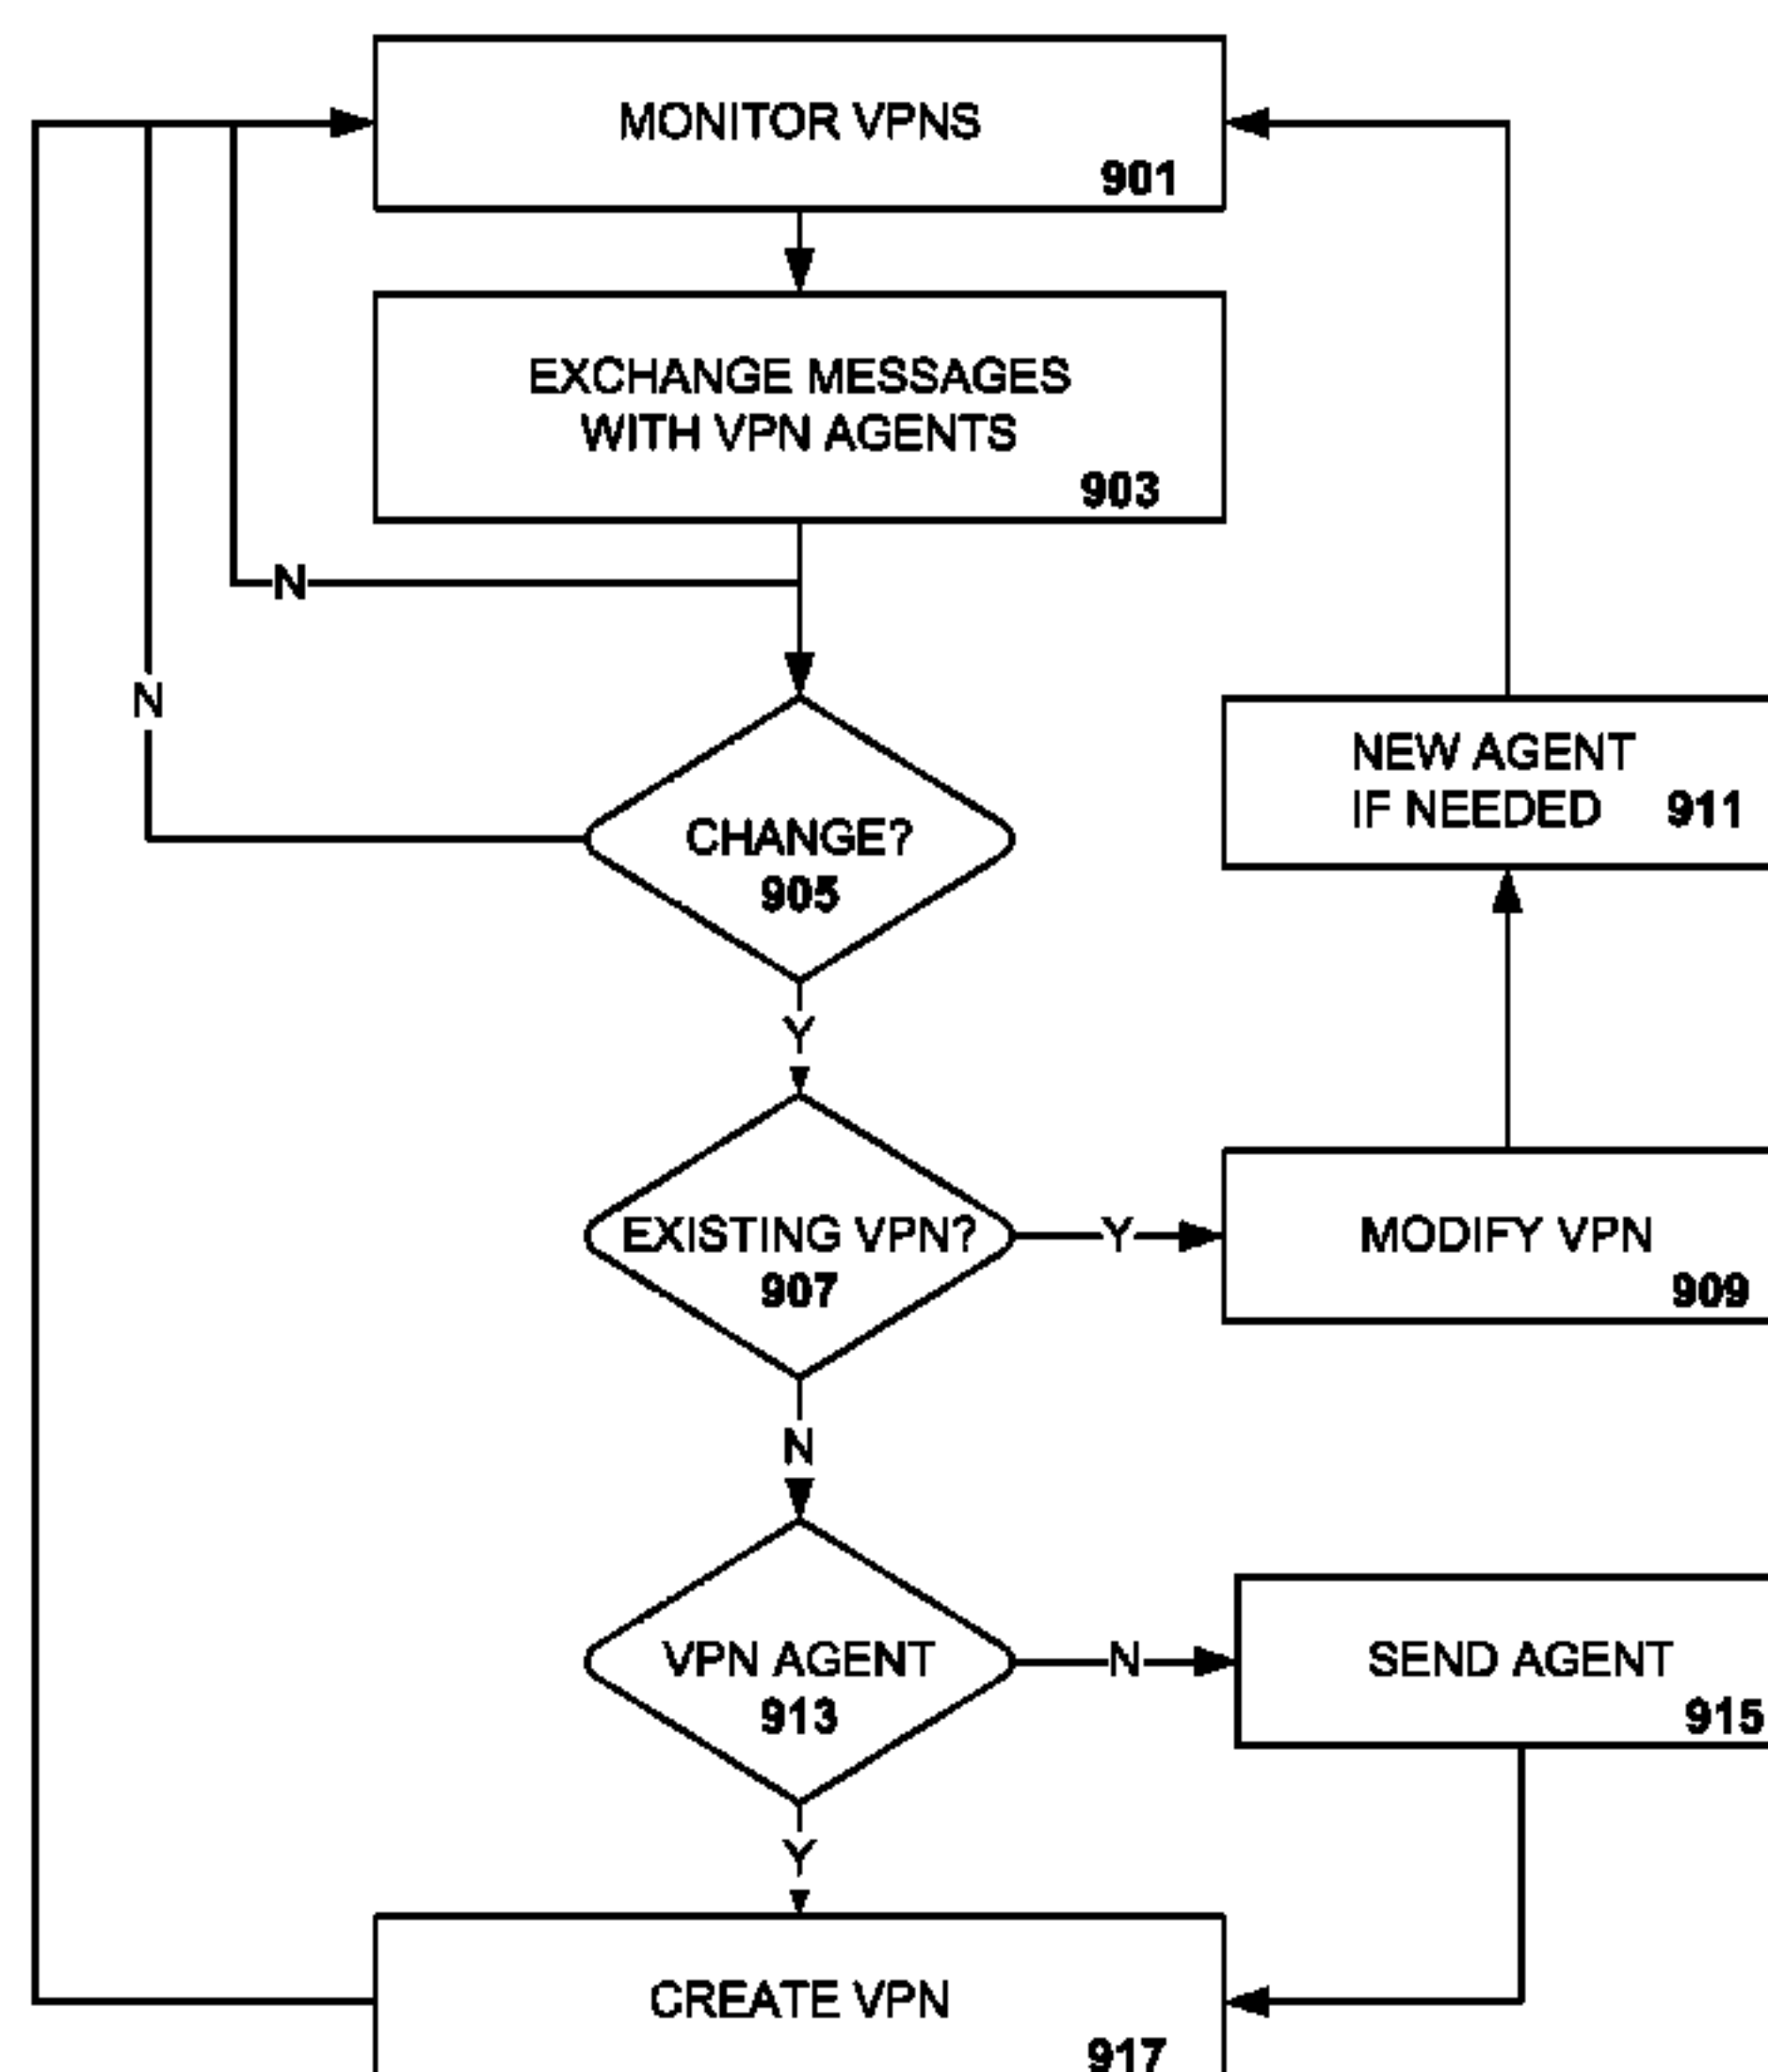 MONITOR VPNS
901
EXCHANGE MESSAGES
WITH VPN AGENTS
903
N
N
CHANGE?
905
NEW AGENT
IF NEEDED 911
Y
EXISTING VPN?
907
Y
MODIFY VPN
909
N
VPN AGENT
913
N
SEND AGENT
915
Y
CREATE VPN
917